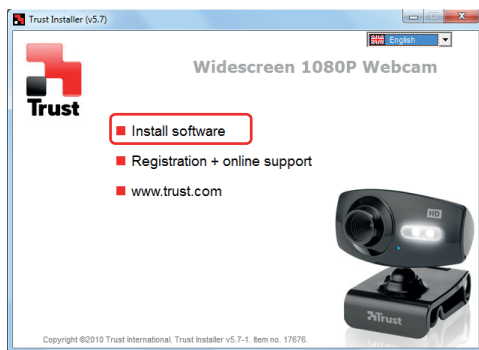 Trust Installer (v5.7)
English
Widescreen 1080P Webcam
Trust
Install software
Registration + online support
www.trust.com
HD
Trust
Copyright ©2010 Trust International. Trust Installer v5.7-1. Item no. 17676.